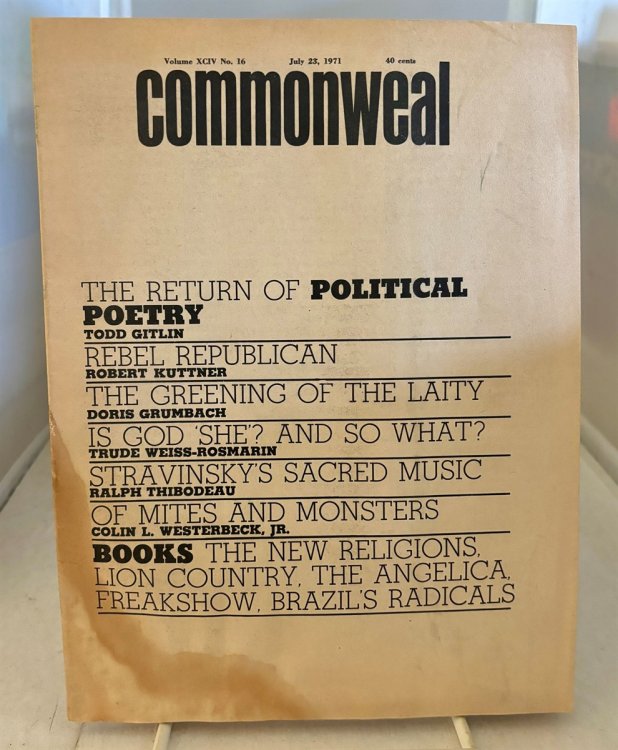 Volume XCIV No. 16 July 23, 1971 40 cents
commonweal
THE RETURN OF POLITICAL
POETRY
TODD GITLIN
REBEL REPUBLICAN
ROBERT KUTTNER
THE GREENING OF THE LAITY
DORIS GRUMBACH
IS GOD 'SHE'? AND SO WHAT?
TRUDE WEISS-ROSMARIN
STRAVINSKY'S SACRED MUSIC
RALPH THIBODEAU
OF MITES AND MONSTERS
COLIN L. WESTERBECK, JR.
BOOKS THE NEW RELIGIONS,
LION COUNTRY, THE ANGELICA,
FREAKSHOW, BRAZIL'S RADICALS